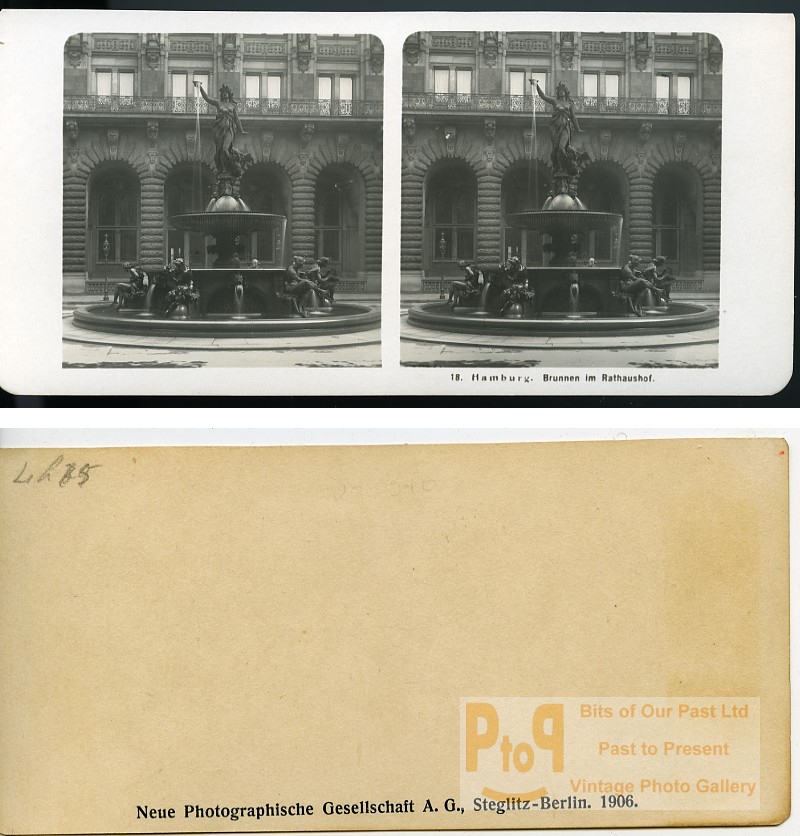 18. Hamburg. Brunnen im Rathaushof.
PtoP
Bits of Our Past Ltd
Past to Present
Vintage Photo Gallery
Neue Photographische Gesellschaft A. G., Steglitz-Berlin. 1906.